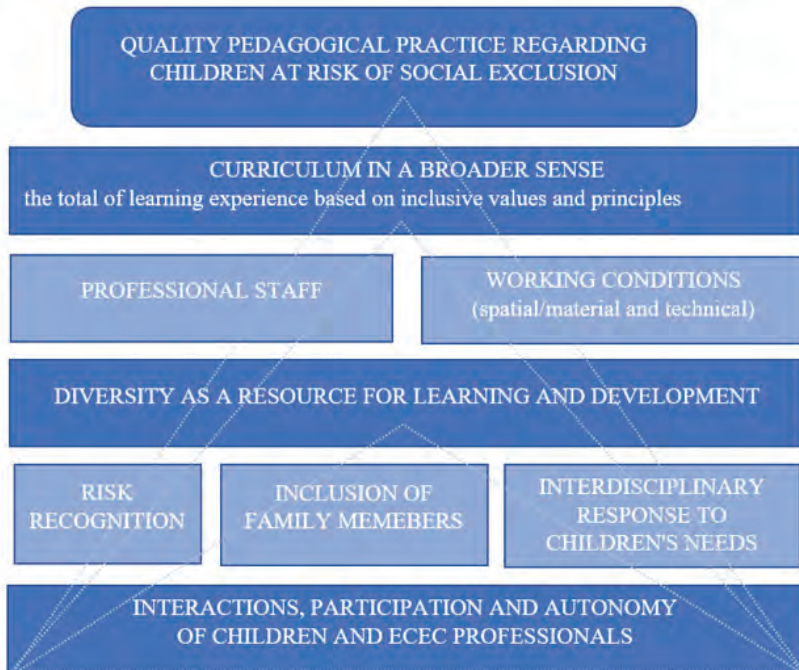 QUALITY PEDAGOGICAL PRACTICE REGARDING
CHILDREN AT RISK OF SOCIAL EXCLUSION
CURRICULUM IN A BROADER SENSE
the total of learning experience based on inclusive values and principles
PROFESSIONAL STAFF
WORKING CONDITIONS
(spatial/material and technical)
DIVERSITY AS A RESOURCE FOR LEARNING AND DEVELOPMENT
RISK
RECOGNITION
INCLUSION OF
FAMILY MEMEBERS
INTERDISCIPLINARY
RESPONSE TO
CHILDREN'S NEEDS
INTERACTIONS, PARTICIPATION AND AUTONOMY
OF CHILDREN AND ECEC PROFESSIONALS